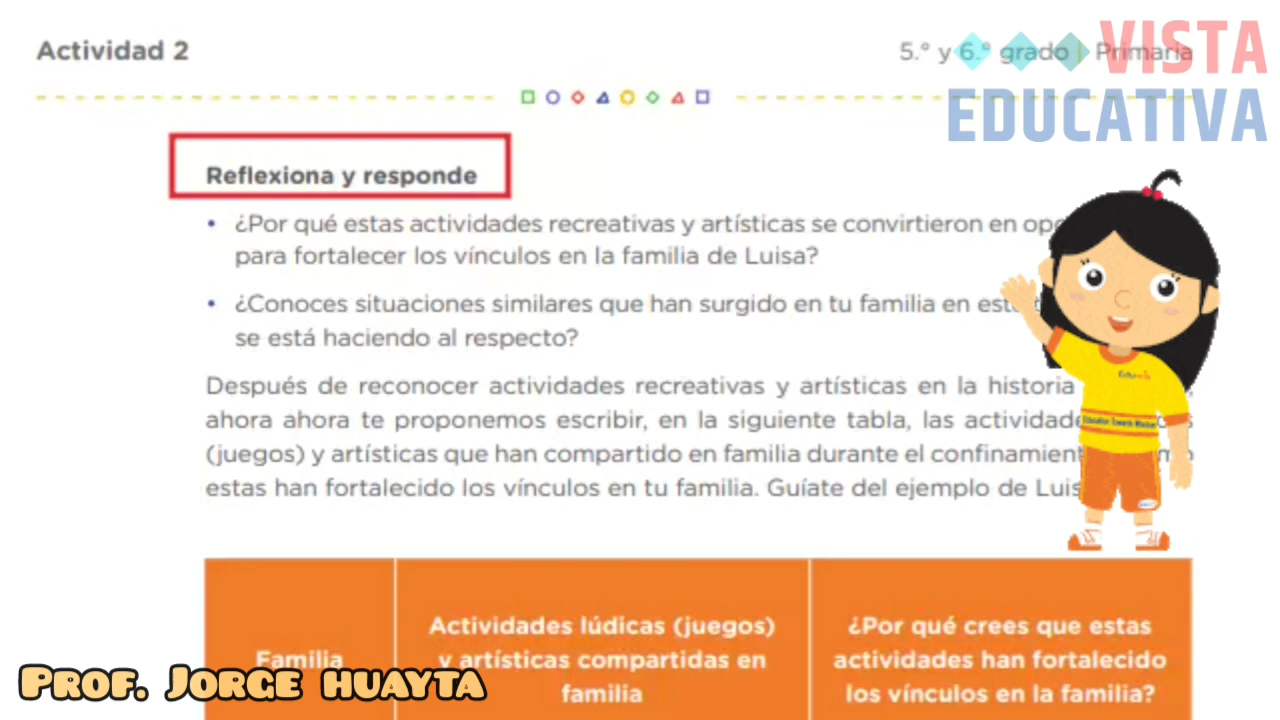 Actividad 2
5.º y 6.º grado | Primaria
VISTA
EDUCATIVA
Reflexiona y responde
• ¿Por qué estas actividades recreativas y artísticas se convirtieron en
para fortalecer los vínculos en la familia de Luisa?
• ¿Conoces situaciones similares que han surgido en tu familia en
se está haciendo al respecto?
Después de reconocer actividades recreativas y artísticas en la historia
ahora ahora te proponemos escribir, en la siguiente tabla, las
(juegos) y artísticas que han compartido en familia durante el
estas han fortalecido los vínculos en tu familia. Guíate del ejemplo de
Familia
Actividades lúdicas (juegos)
y artísticas compartidas en
familia
¿Por qué crees que estas
actividades han fortalecido
los vínculos en la familia?
PROF. JORGE HUAYTA